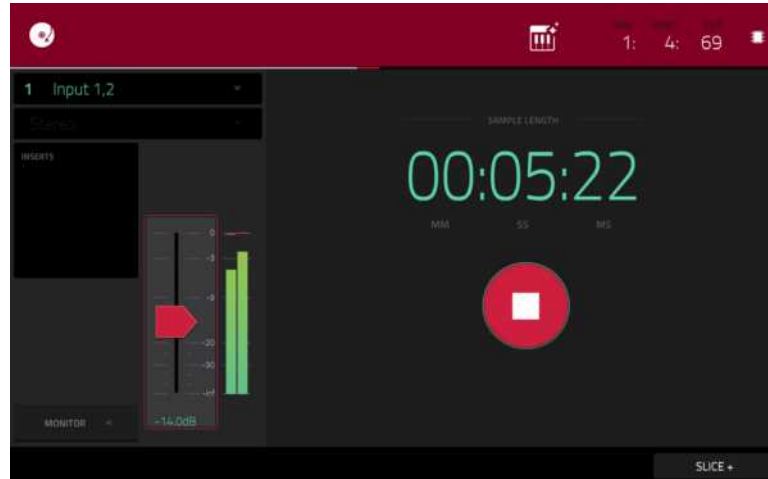 1: 4: 69
1 Input 1,2
Stereo
SAMPLE LENGTH
00:05:22
MM SS MS
INSERTS
0
-3
-9
-20
-30
-inf
MONITOR
-14.0dB
SLICE +